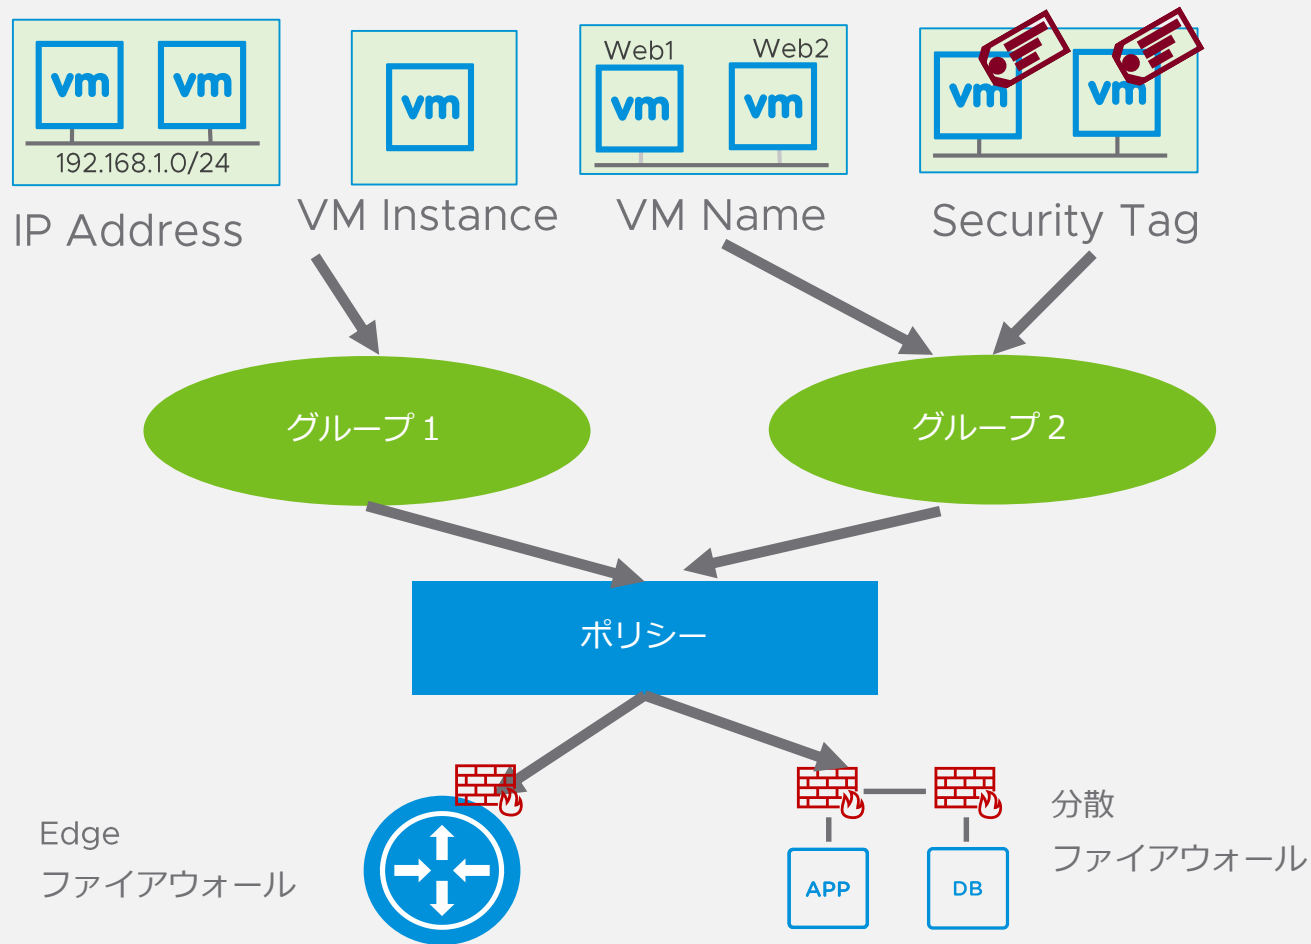 vm
vm
192.168.1.0/24
IP Address
vm
VM Instance
Web1
Web2
vm
vm
VM Name
vm
vm
Security Tag
グループ1
グループ2
ポリシー
Edge
ファイアウォール
APP
DB
分散
ファイアウォール